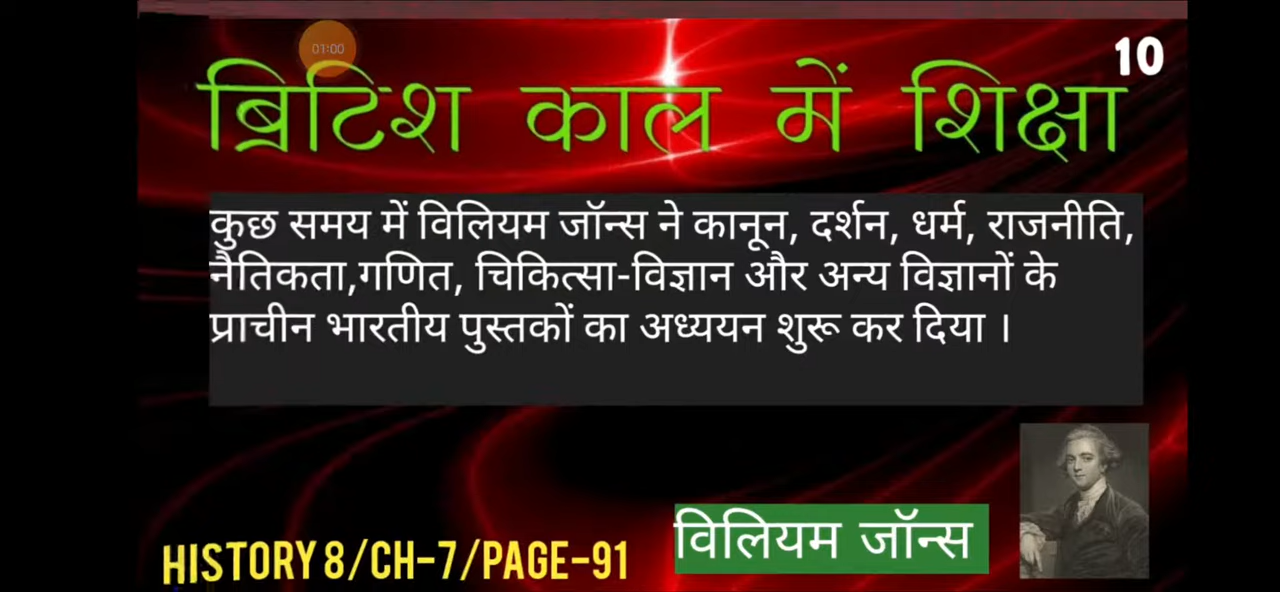 01:00
10
ब्रिटिश काल में शिक्षा
कुछ समय में विलियम जॉन्स ने कानून, दर्शन, धर्म, राजनीति,
नैतिकता,गणित, चिकित्सा-विज्ञान और अन्य विज्ञानों के
प्राचीन भारतीय पुस्तकों का अध्ययन शुरू कर दिया ।
विलियम जॉन्स
HISTORY 8/CH-7/PAGE-91